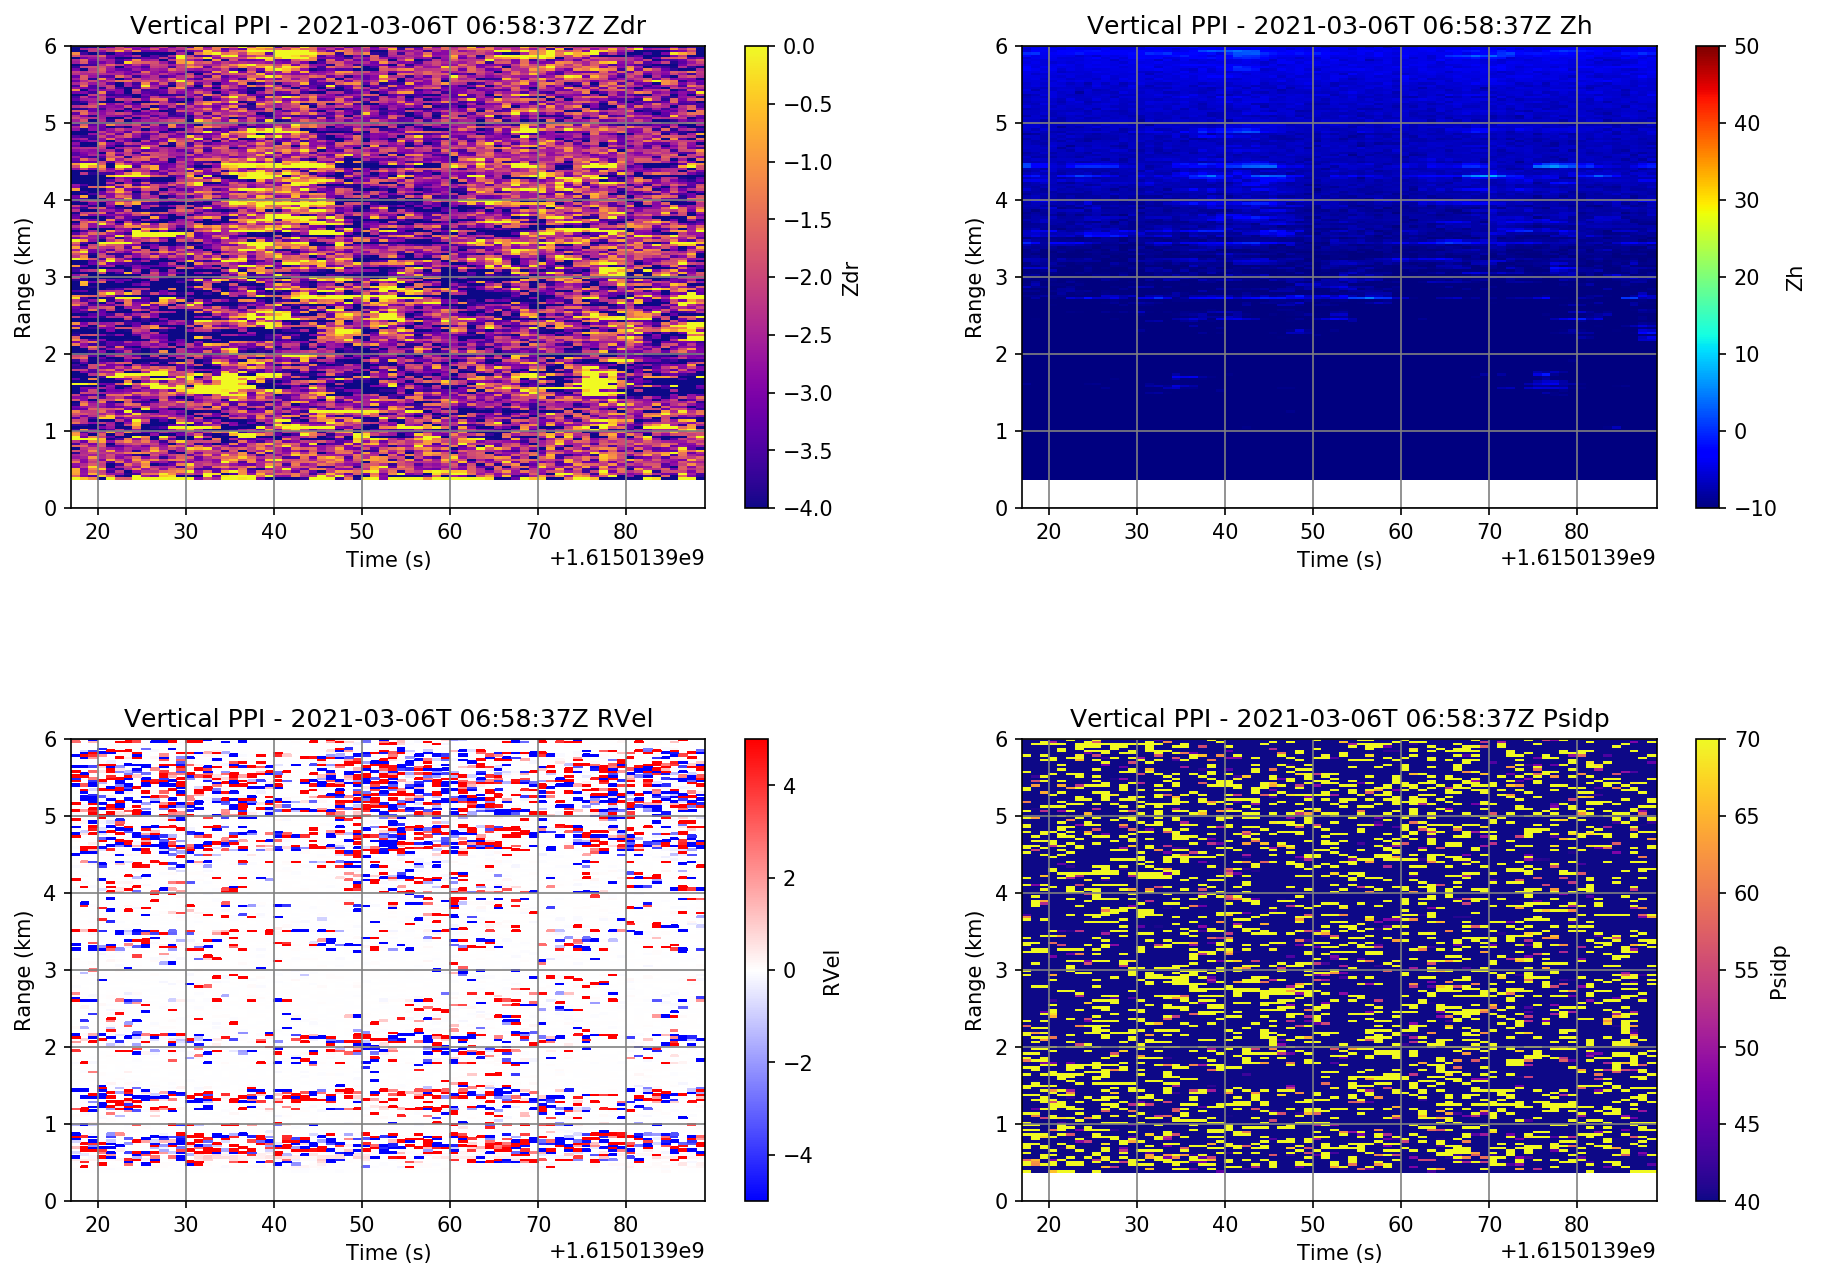 Vertical PPI - 2021-03-06T 06:58:37Z Zdr
6
5
4
3
2
1
0
Range (km)
20 30 40 50 60 70 80
Time (s)
+1.6150139e9
0.0
−0.5
−1.0
−1.5
−2.0
−2.5
−3.0
−3.5
−4.0
Zdr
Vertical PPI - 2021-03-06T 06:58:37Z Zh
6
5
4
3
2
1
0
Range (km)
20 30 40 50 60 70 80
Time (s)
+1.6150139e9
50
40
30
20
10
0
−10
Zh
Vertical PPI - 2021-03-06T 06:58:37Z RVel
6
5
4
3
2
1
0
Range (km)
20 30 40 50 60 70 80
Time (s)
+1.6150139e9
4
2
0
−2
−4
RVel
Vertical PPI - 2021-03-06T 06:58:37Z Psidp
6
5
4
3
2
1
0
Range (km)
20 30 40 50 60 70 80
Time (s)
+1.6150139e9
70
65
60
55
50
45
40
Psidp